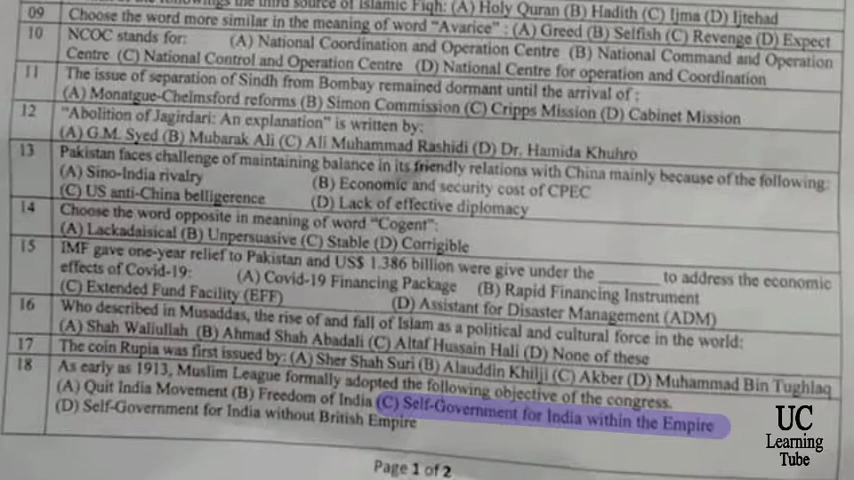 the third source of Islamic Fiqh: (A) Holy Quran (B) Hadith (C) Ijma (D) Ijtehad
09 Choose the word more similar in the meaning of word "Avarice" : (A) Greed (B) Selfish (C) Revenge (D) Expect
10 NCOC stands for: (A) National Coordination and Operation Centre (B) National Command and Operation
Centre (C) National Control and Operation Centre (D) National Centre for operation and Coordination
11 The issue of separation of Sindh from Bombay remained dormant until the arrival of :
(A) Monatgue-Chelmsford reforms (B) Simon Commission (C) Cripps Mission (D) Cabinet Mission
12 "Abolition of Jagirdari: An explanation" is written by:
(A) G.M. Syed (B) Mubarak Ali (C) Ali Muhammad Rashidi (D) Dr. Hamida Khuhro
13 Pakistan faces challenge of maintaining balance in its friendly relations with China mainly because of the following:
(A) Sino-India rivalry (B) Economic and security cost of CPEC
(C) US anti-China belligerence (D) Lack of effective diplomacy
14 Choose the word opposite in meaning of word "Cogent":
(A) Lackadaisical (B) Unpersuasive (C) Stable (D) Corrigible
15 IMF gave one-year relief to Pakistan and US$ 1.386 billion were give under the ______ to address the economic
effects of Covid-19: (A) Covid-19 Financing Package (B) Rapid Financing Instrument
(C) Extended Fund Facility (EFF) (D) Assistant for Disaster Management (ADM)
16 Who described in Musaddas, the rise of and fall of Islam as a political and cultural force in the world:
(A) Shah Waliullah (B) Ahmad Shah Abadali (C) Altaf Hussain Hali (D) None of these
17 The coin Rupia was first issued by: (A) Sher Shah Suri (B) Alauddin Khilji (C) Akber (D) Muhammad Bin Tughlaq
18 As early as 1913, Muslim League formally adopted the following objective of the congress.
(A) Quit India Movement (B) Freedom of India (C) Self-Government for India within the Empire
(D) Self-Government for India without British Empire
Page 1 of 2
UC
Learning
Tube